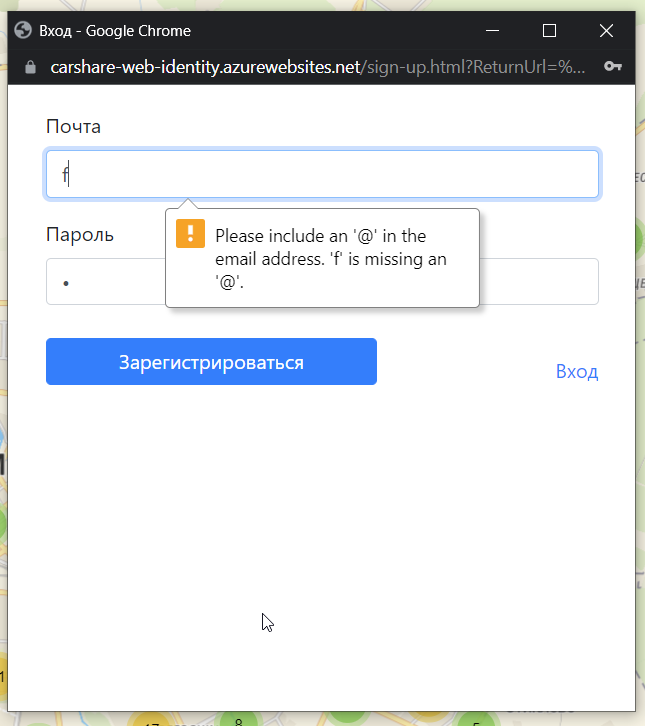 Вход - Google Chrome
carshare-web-identity.azurewebsites.net/sign-up.html?ReturnUrl=%...
Почта
f
Please include an '@' in the
email address. 'f' is missing an
'@'.
Пароль
•
Зарегистрироваться
Вход
8